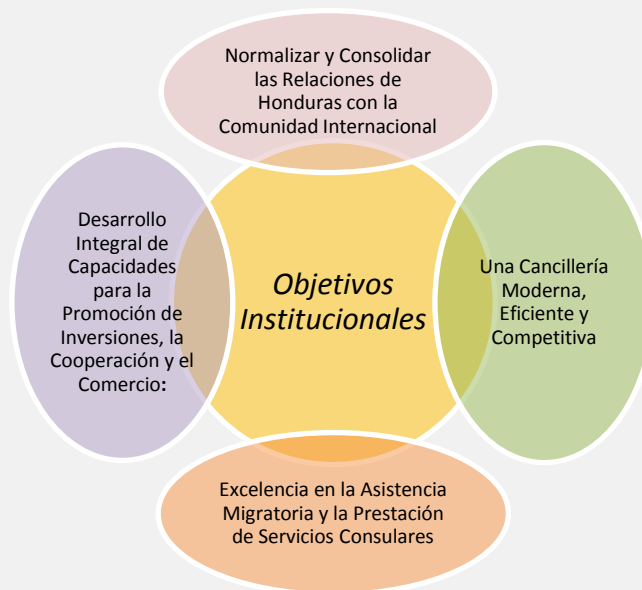 Normalizar y Consolidar
las Relaciones de
Honduras con la
Comunidad Internacional
Desarrollo
Integral de
Capacidades
para la
Promoción de
Inversiones, la
Cooperación y el
Comercio:
Objetivos
Institucionales
Una Cancillería
Moderna,
Eficiente y
Competitiva
Excelencia en la Asistencia
Migratoria y la Prestación
de Servicios Consulares